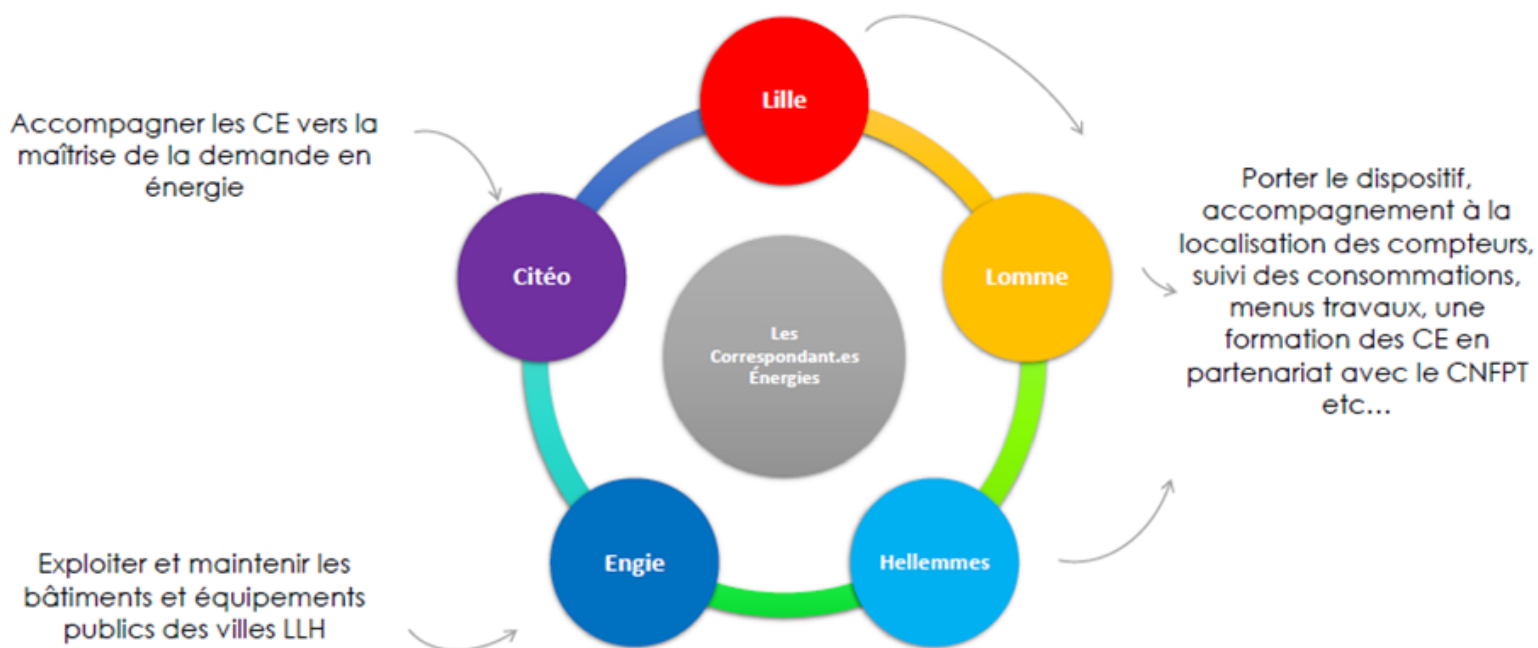 Lille
Accompagner les CE vers la
maîtrise de la demande en
énergie
Citéo
Lomme
Porter le dispositif,
accompagnement à la
localisation des compteurs,
suivi des consommations,
menus travaux, une
formation des CE en
partenariat avec le CNFPT
etc...
Les
Correspondant.es
Énergies
Engie
Hellemmes
Exploiter et maintenir les
bâtiments et équipements
publics des villes LLH